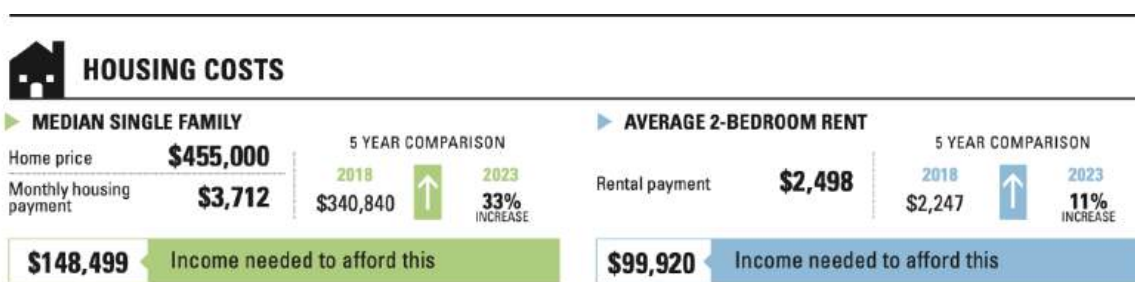 HOUSING COSTS
MEDIAN SINGLE FAMILY
Home price $455,000
Monthly housing
payment $3,712
5 YEAR COMPARISON
2018 2023
$340,840 33%
INCREASE
$148,499 Income needed to afford this
AVERAGE 2-BEDROOM RENT
Rental payment $2,498
5 YEAR COMPARISON
2018 2023
$2,247 11%
INCREASE
$99,920 Income needed to afford this